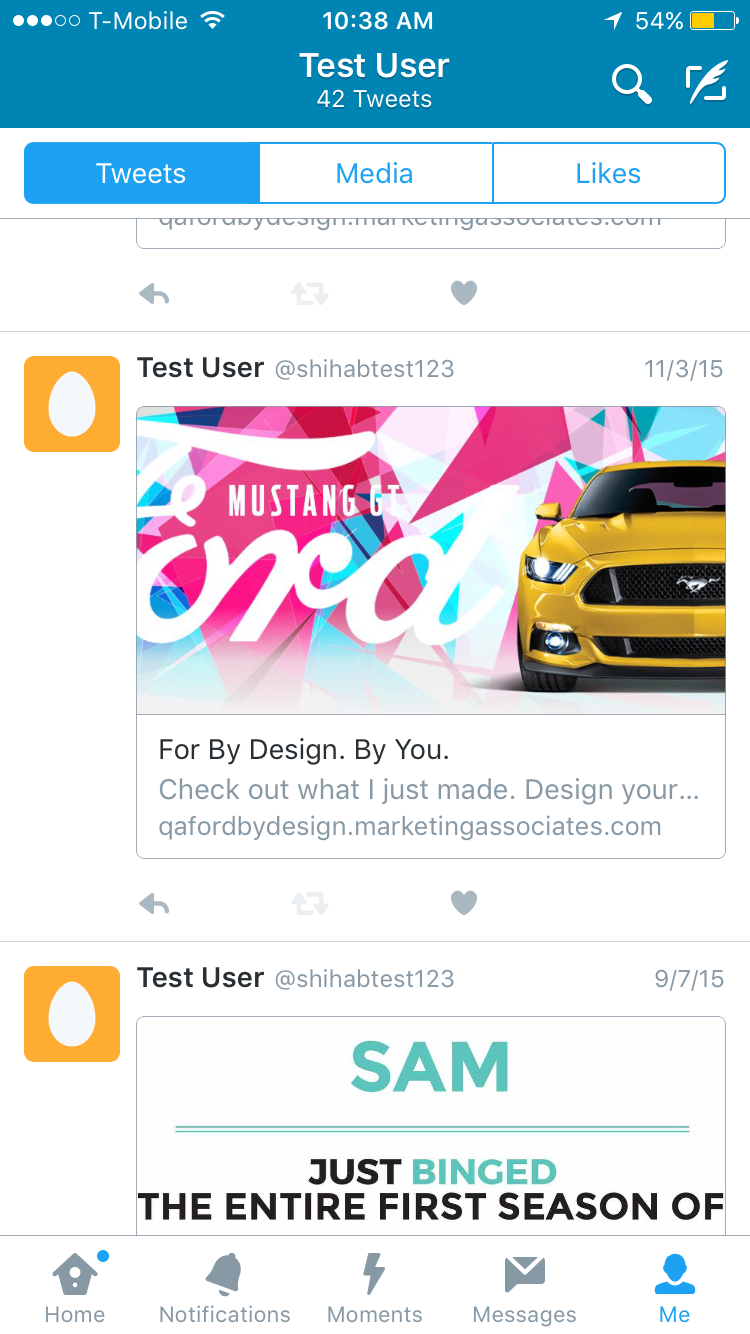 T-Mobile 10:38 AM 54%
Test User
42 Tweets
Tweets Media Likes
qafordbydesign.marketingassociates.com
Test User @shihabtest123 11/3/15
MUSTANG GT
Ford
For By Design. By You.
Check out what I just made. Design your...
qafordbydesign.marketingassociates.com
Test User @shihabtest123 9/7/15
SAM
JUST BINGED
THE ENTIRE FIRST SEASON OF
Home Notifications Moments Messages Me